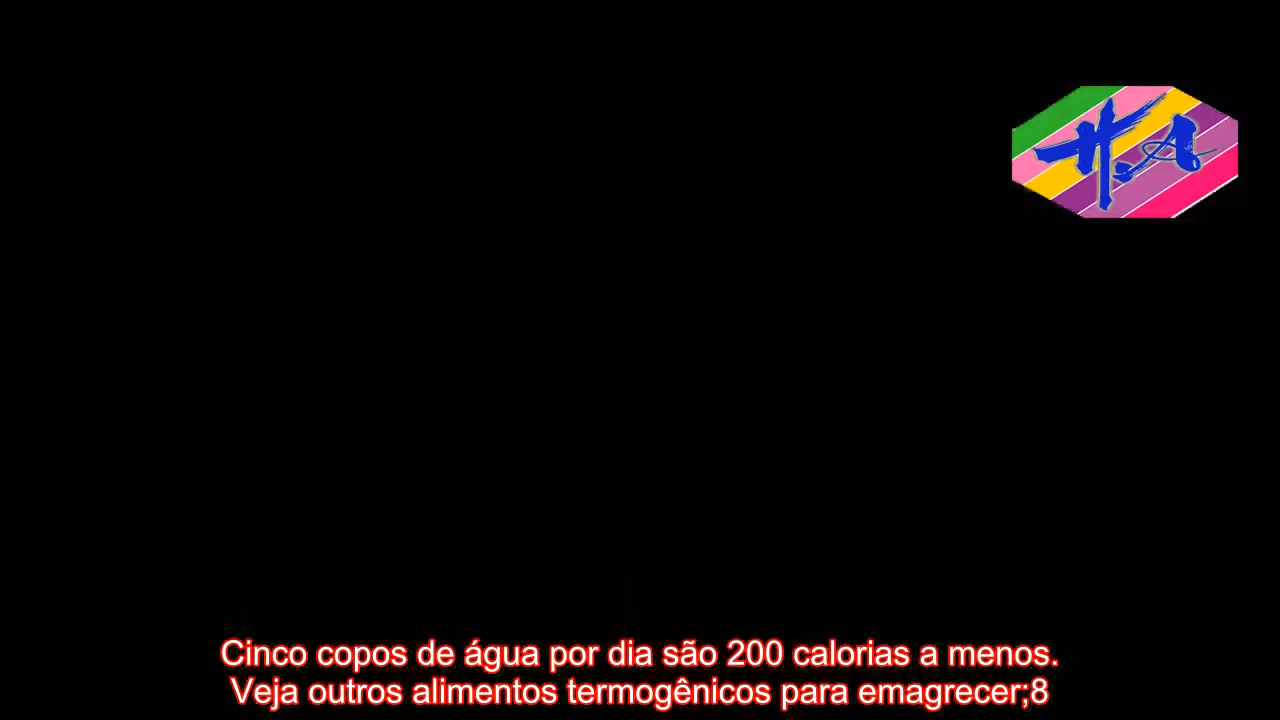 H.A
Cinco copos de água por dia são 200 calorias a menos.
Veja outros alimentos termogênicos para emagrecer;8